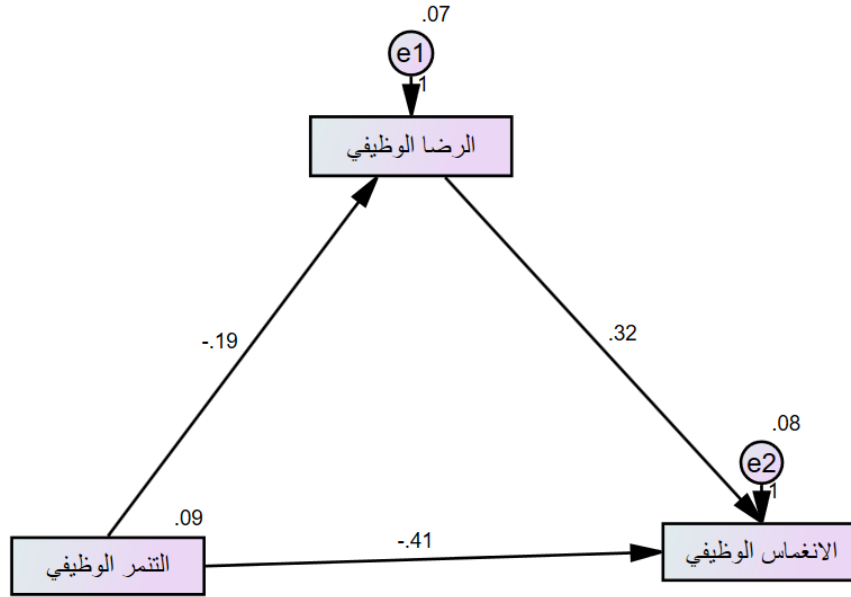 .07
e1
1
الرضا الوظيفي
-.19
.32
.08
e2
1
.09
-.41
التنمر الوظيفي
الانغماس الوظيفي